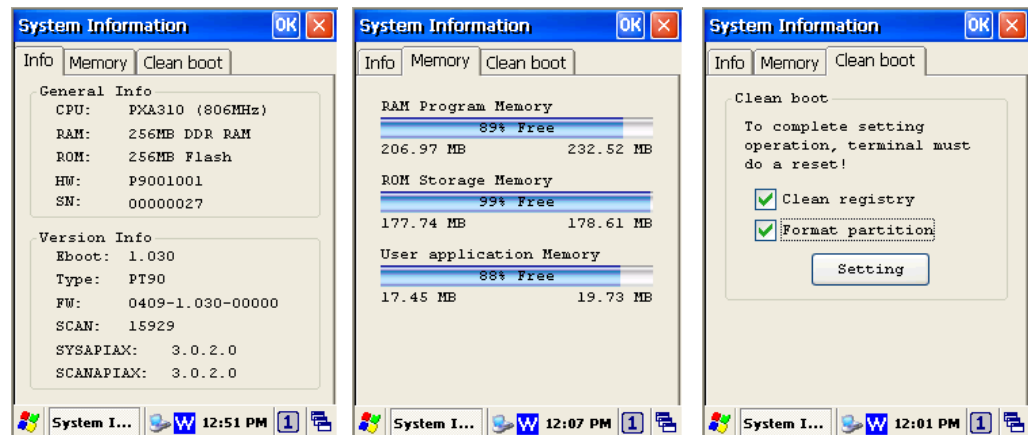 System Information OK
Info Memory Clean boot
General Info
CPU: PXA310 (806MHz)
RAM: 256MB DDR RAM
ROM: 256MB Flash
HW: P9001001
SN: 00000027
Version Info
Eboot: 1.030
Type: PT90
FW: 0409-1.030-00000
SCAN: 15929
SYSAPIAX: 3.0.2.0
SCANAPIAX: 3.0.2.0
System I... W 12:51 PM 1
System Information OK
Info Memory Clean boot
RAM Program Memory
89% Free
206.97 MB 232.52 MB
ROM Storage Memory
99% Free
177.74 MB 178.61 MB
User application Memory
88% Free
17.45 MB 19.73 MB
System I... W 12:07 PM 1
System Information OK
Info Memory Clean boot
Clean boot
To complete setting
operation, terminal must
do a reset!
Clean registry
Format partition
Setting
System I... W 12:01 PM 1